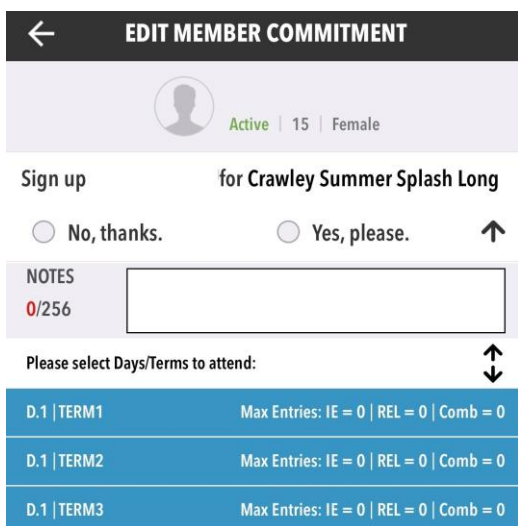 EDIT MEMBER COMMITMENT
Active | 15 | Female
Sign up for Crawley Summer Splash Long
No, thanks. Yes, please.
NOTES
0/256
Please select Days/Terms to attend:
D.1 | TERM1 Max Entries: IE = 0 | REL = 0 | Comb = 0
D.1 | TERM2 Max Entries: IE = 0 | REL = 0 | Comb = 0
D.1 | TERM3 Max Entries: IE = 0 | REL = 0 | Comb = 0